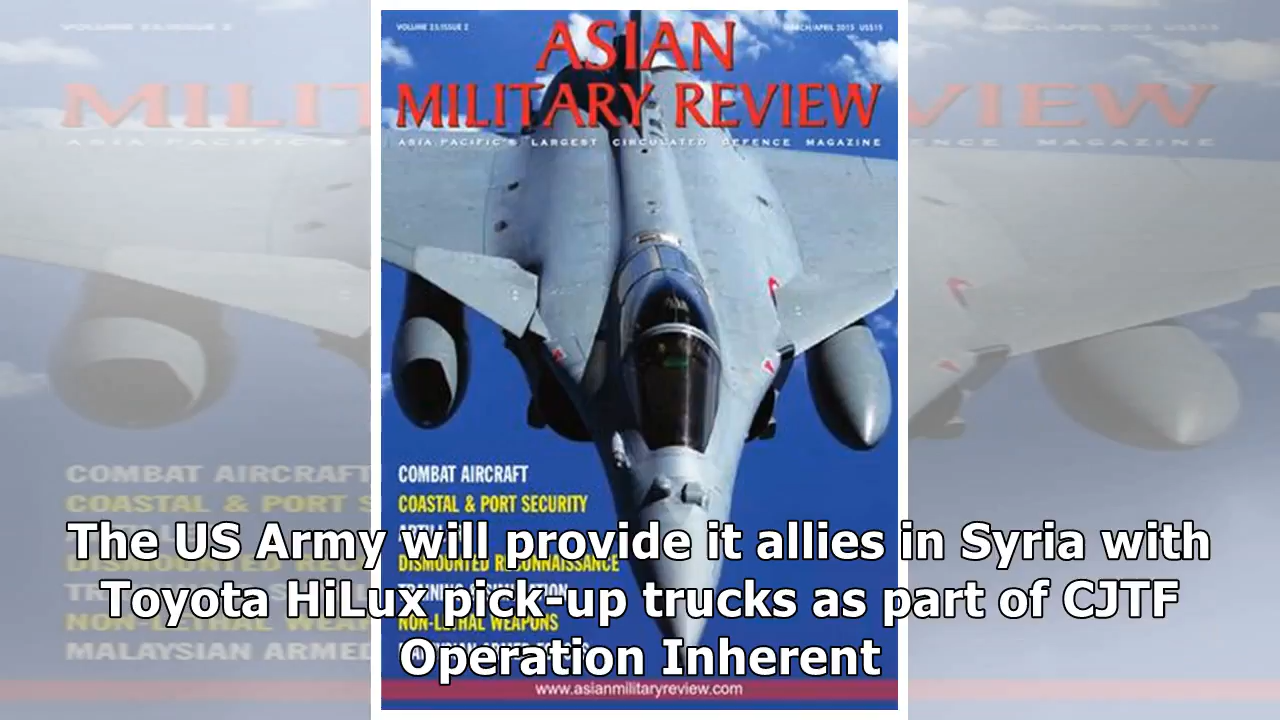 VOLUME 23/ISSUE 2
MARCH/APRIL 2015 US$15
ASIAN
MILITARY REVIEW
ASIA PACIFIC'S LARGEST CIRCULATED DEFENCE MAGAZINE
COMBAT AIRCRAFT
COASTAL & PORT SECURITY
DISMOUNTED RECONNAISSANCE
NON-LETHAL WEAPONS
The US Army will provide it allies in Syria with
Toyota HiLux pick-up trucks as part of CJTF
Operation Inherent
www.asianmilitaryreview.com